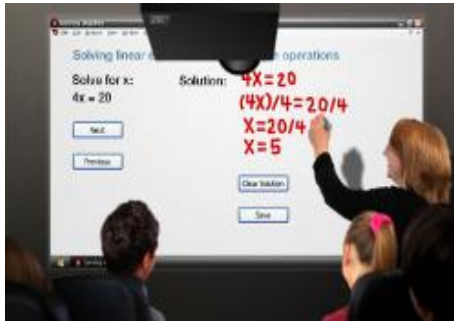 Solving linear e operations
Solve for x:
4x = 20
Solution:
4X=20
(4X)/4=20/4
X=20/4
X=5
Next
Previous
Clear Solution
Save